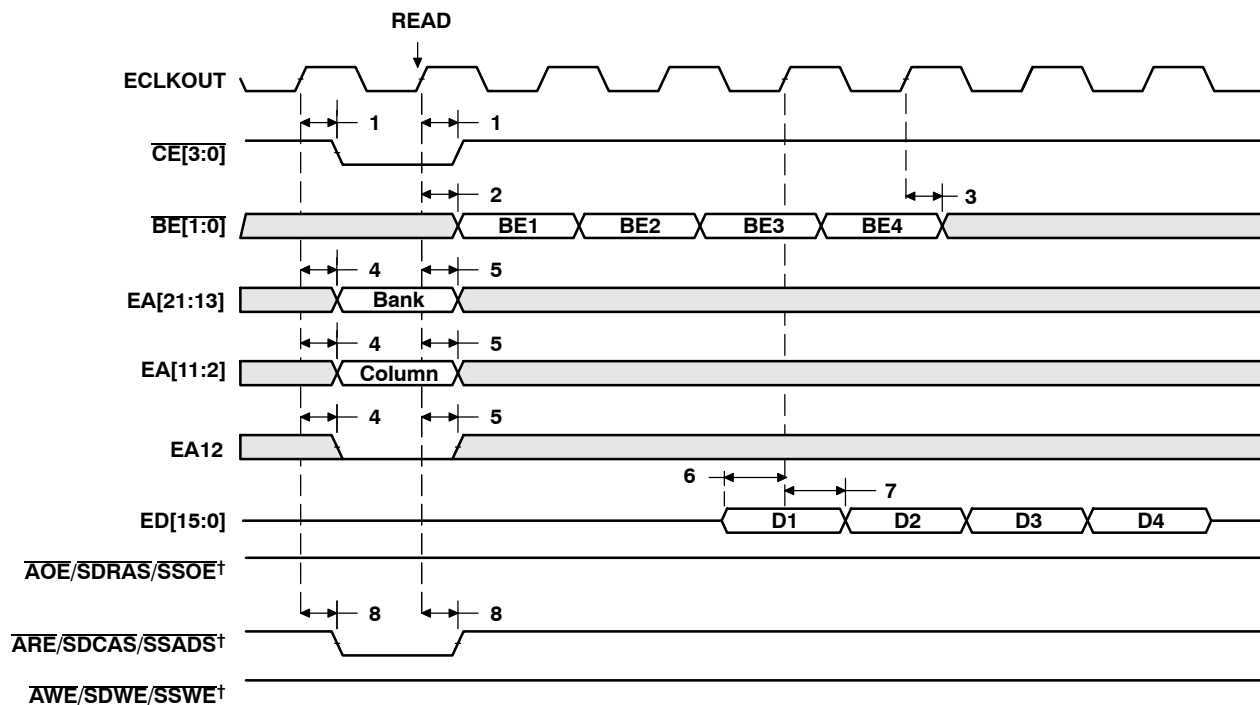 READ
ECLKOUT
1 1
CE[3:0]
2 3
BE[1:0] BE1 BE2 BE3 BE4
4 5
EA[21:13] Bank
4 5
EA[11:2] Column
4 5
EA12
6 7
ED[15:0] D1 D2 D3 D4
AOE/SDRAS/SSOE†
8 8
ARE/SDCAS/SSADS†
AWE/SDWE/SSWE†